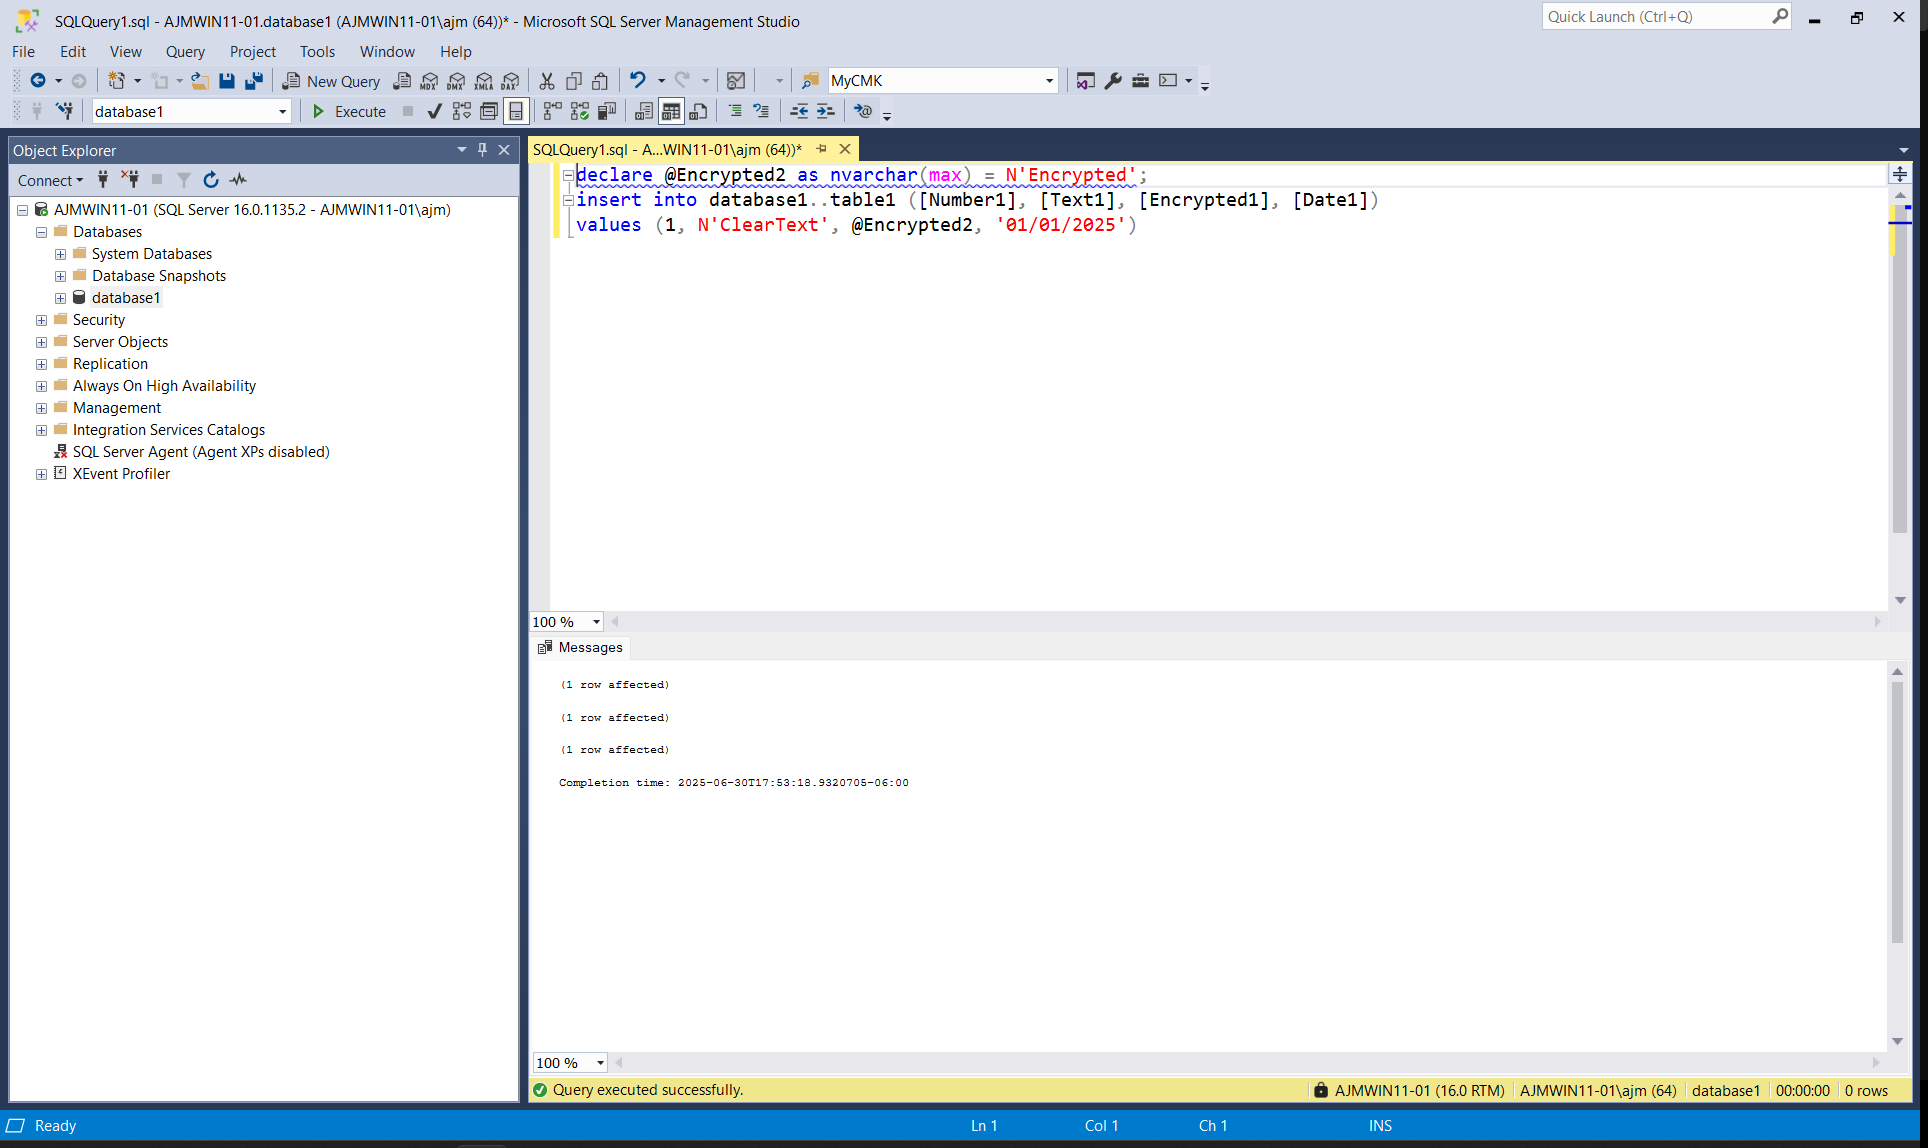 SQLQuery1.sql - AJMWIN11-01.database1 (AJMWIN11-01\ajm (64))* - Microsoft SQL Server Management Studio
Quick Launch (Ctrl+Q)
File Edit View Query Project Tools Window Help
New Query MDX DMX XMLA DAX MyCMK
database1 Execute
Object Explorer
Connect
AJMWIN11-01 (SQL Server 16.0.1135.2 - AJMWIN11-01\ajm)
Databases
System Databases
Database Snapshots
database1
Security
Server Objects
Replication
Always On High Availability
Management
Integration Services Catalogs
SQL Server Agent (Agent XPs disabled)
XEvent Profiler
SQLQuery1.sql - A...WIN11-01\ajm (64))*
declare @Encrypted2 as nvarchar(max) = N'Encrypted';
insert into database1..table1 ([Number1], [Text1], [Encrypted1], [Date1])
values (1, N'ClearText', @Encrypted2, '01/01/2025')
100 %
Messages
(1 row affected)
(1 row affected)
(1 row affected)
Completion time: 2025-06-30T17:53:18.9320705-06:00
100 %
Query executed successfully. AJMWIN11-01 (16.0 RTM) AJMWIN11-01\ajm (64) database1 00:00:00 0 rows
Ready Ln 1 Col 1 Ch 1 INS